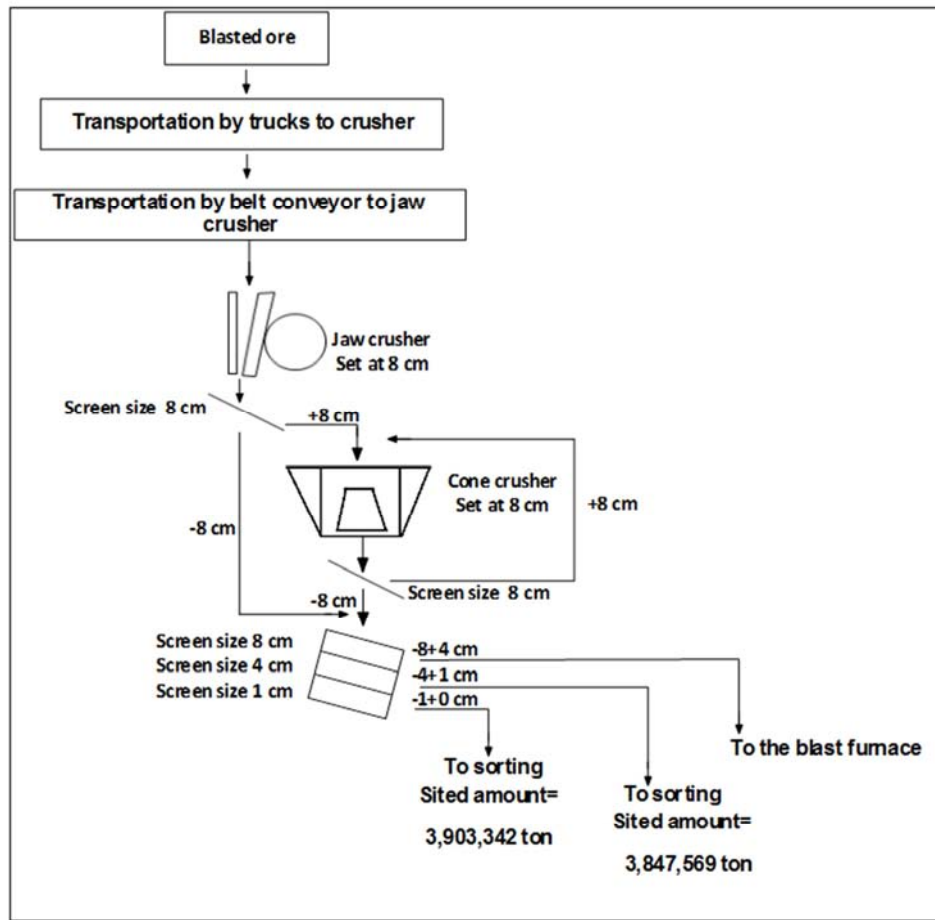 Blasted ore
Transportation by trucks to crusher
Transportation by belt conveyor to jaw
crusher
Jaw crusher
Set at 8 cm
Screen size 8 cm
+8 cm
Cone crusher
Set at 8 cm
+8 cm
-8 cm
Screen size 8 cm
-8 cm
Screen size 8 cm
Screen size 4 cm
Screen size 1 cm
-8+4 cm
-4+1 cm
-1+0 cm
To the blast furnace
To sorting
Sited amount=
3,903,342 ton
To sorting
Sited amount=
3,847,569 ton